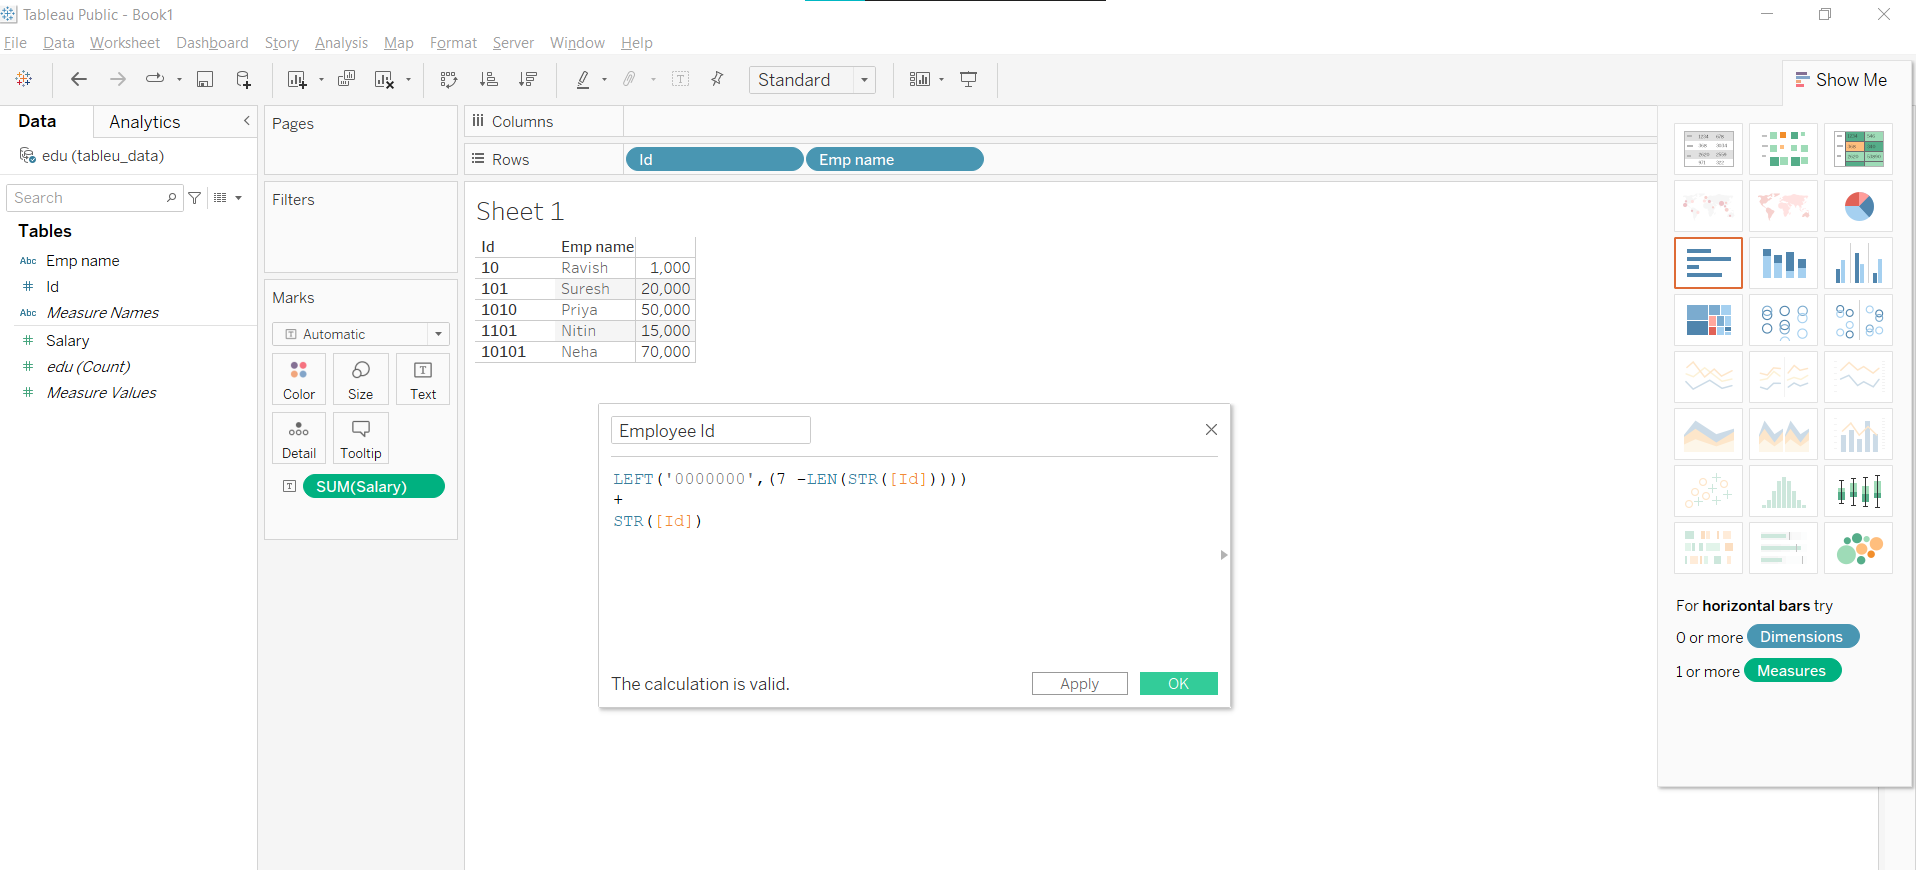 Tableau Public - Book1
File Data Worksheet Dashboard Story Analysis Map Format Server Window Help
Standard
Show Me
Data Analytics
edu (tableu_data)
Search
Tables
Abc Emp name
# Id
Abc Measure Names
# Salary
# edu (Count)
# Measure Values
Pages
Filters
Marks
T Automatic
Color Size Text
Detail Tooltip
T SUM(Salary)
Columns
Rows Id Emp name
Sheet 1
Id Emp name
10 Ravish 1,000
101 Suresh 20,000
1010 Priya 50,000
1101 Nitin 15,000
10101 Neha 70,000
Employee Id
LEFT('0000000',(7 -LEN(STR([Id]))))
+
STR([Id])
The calculation is valid. Apply OK
For horizontal bars try
0 or more Dimensions
1 or more Measures